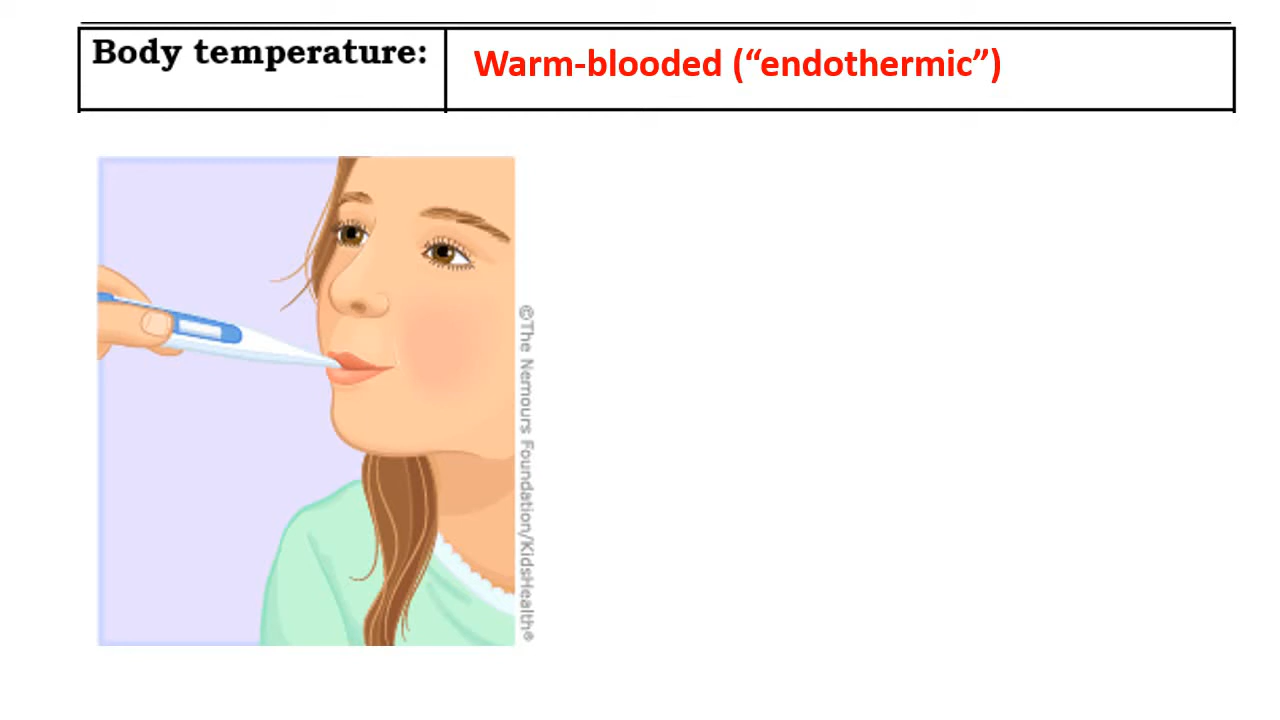 Body temperature:
Warm-blooded (“endothermic”)
©The Nemours Foundation/KidsHealth®